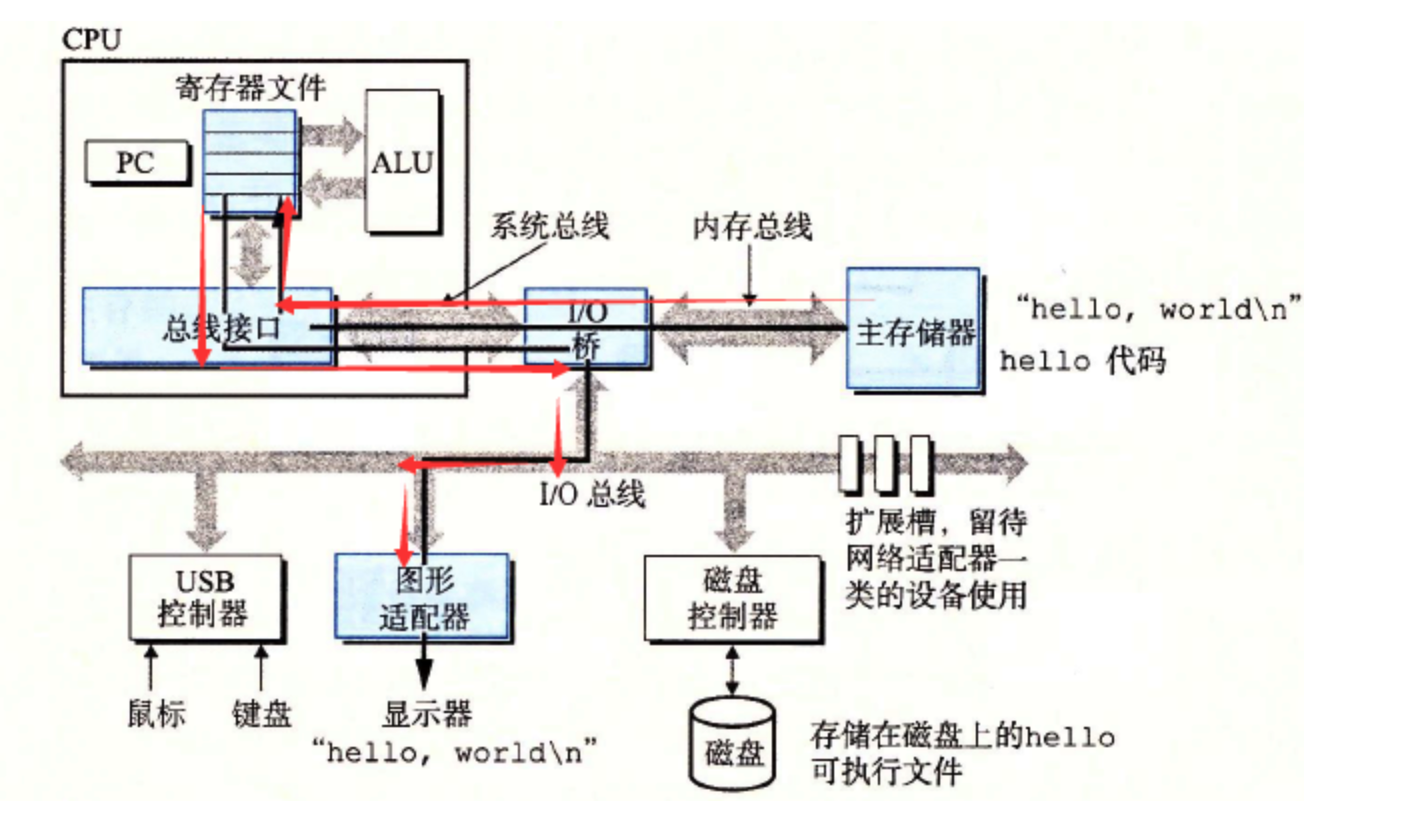 CPU
寄存器文件
PC
ALU
系统总线
内存总线
总线接口
I/O
桥
主存储器
“hello, world\n”
hello 代码
I/O 总线
扩展槽，留待
网络适配器一
类的设备使用
USB
控制器
图形
适配器
磁盘
控制器
鼠标
键盘
显示器
“hello, world\n”
磁盘
存储在磁盘上的hello
可执行文件